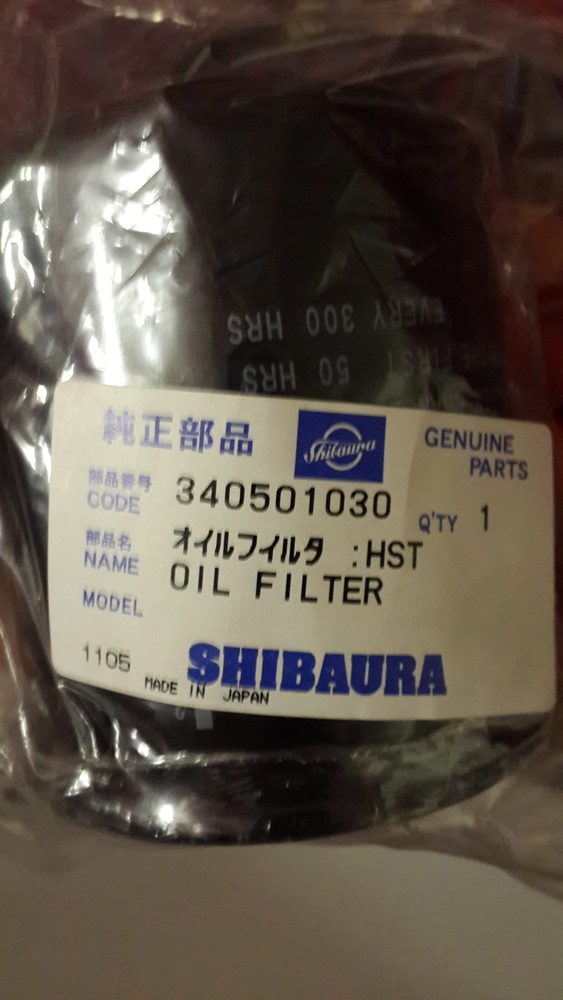 EVERY 300 HRS
FIRST 50 HRS
純正部品
Shibaura
GENUINE
PARTS
部品番号
CODE 340501030
Q'TY 1
部品名
NAME オイルフイルタ :HST
OIL FILTER
MODEL
1105
SHIBAURA
MADE IN JAPAN